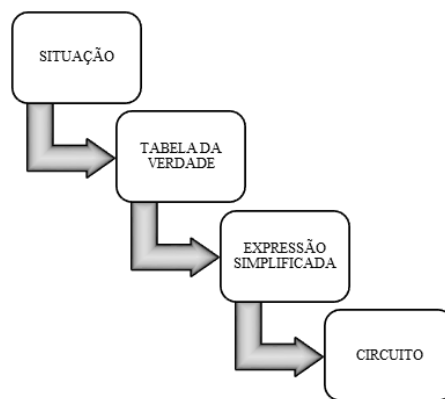 SITUAÇÃO
TABELA DA
VERDADE
EXPRESSÃO
SIMPLIFICADA
CIRCUITO